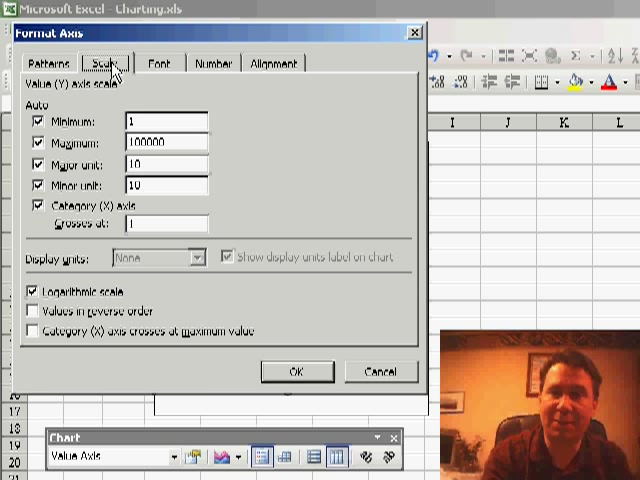 Microsoft Excel - Charting.xls
Format Axis
Patterns Scale Font Number Alignment
Value (Y) axis scale
Auto
Minimum: 1
Maximum: 100000
Major unit: 10
Minor unit: 10
Category (X) axis
Crosses at: 1
Display units: None Show display units label on chart
Logarithmic scale
Values in reverse order
Category (X) axis crosses at maximum value
OK Cancel
I J K L
16
17
18
19
20
21
Chart
Value Axis